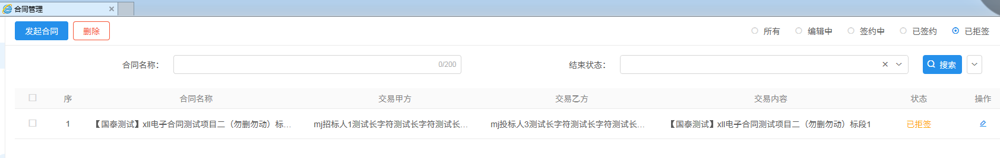 合同管理
发起合同 删除 所有 编辑中 签约中 已签约 已拒签
合同名称： 0/200 结束状态： 搜索
序 合同名称 交易甲方 交易乙方 交易内容 状态 操作
1 【国泰测试】xll电子合同测试项目二（勿删勿动）标... mj招标人1测试长字符测试长字符测试长... mj投标人3测试长字符测试长字符测试长... 【国泰测试】xll电子合同测试项目二（勿删勿动）标段1 已拒签